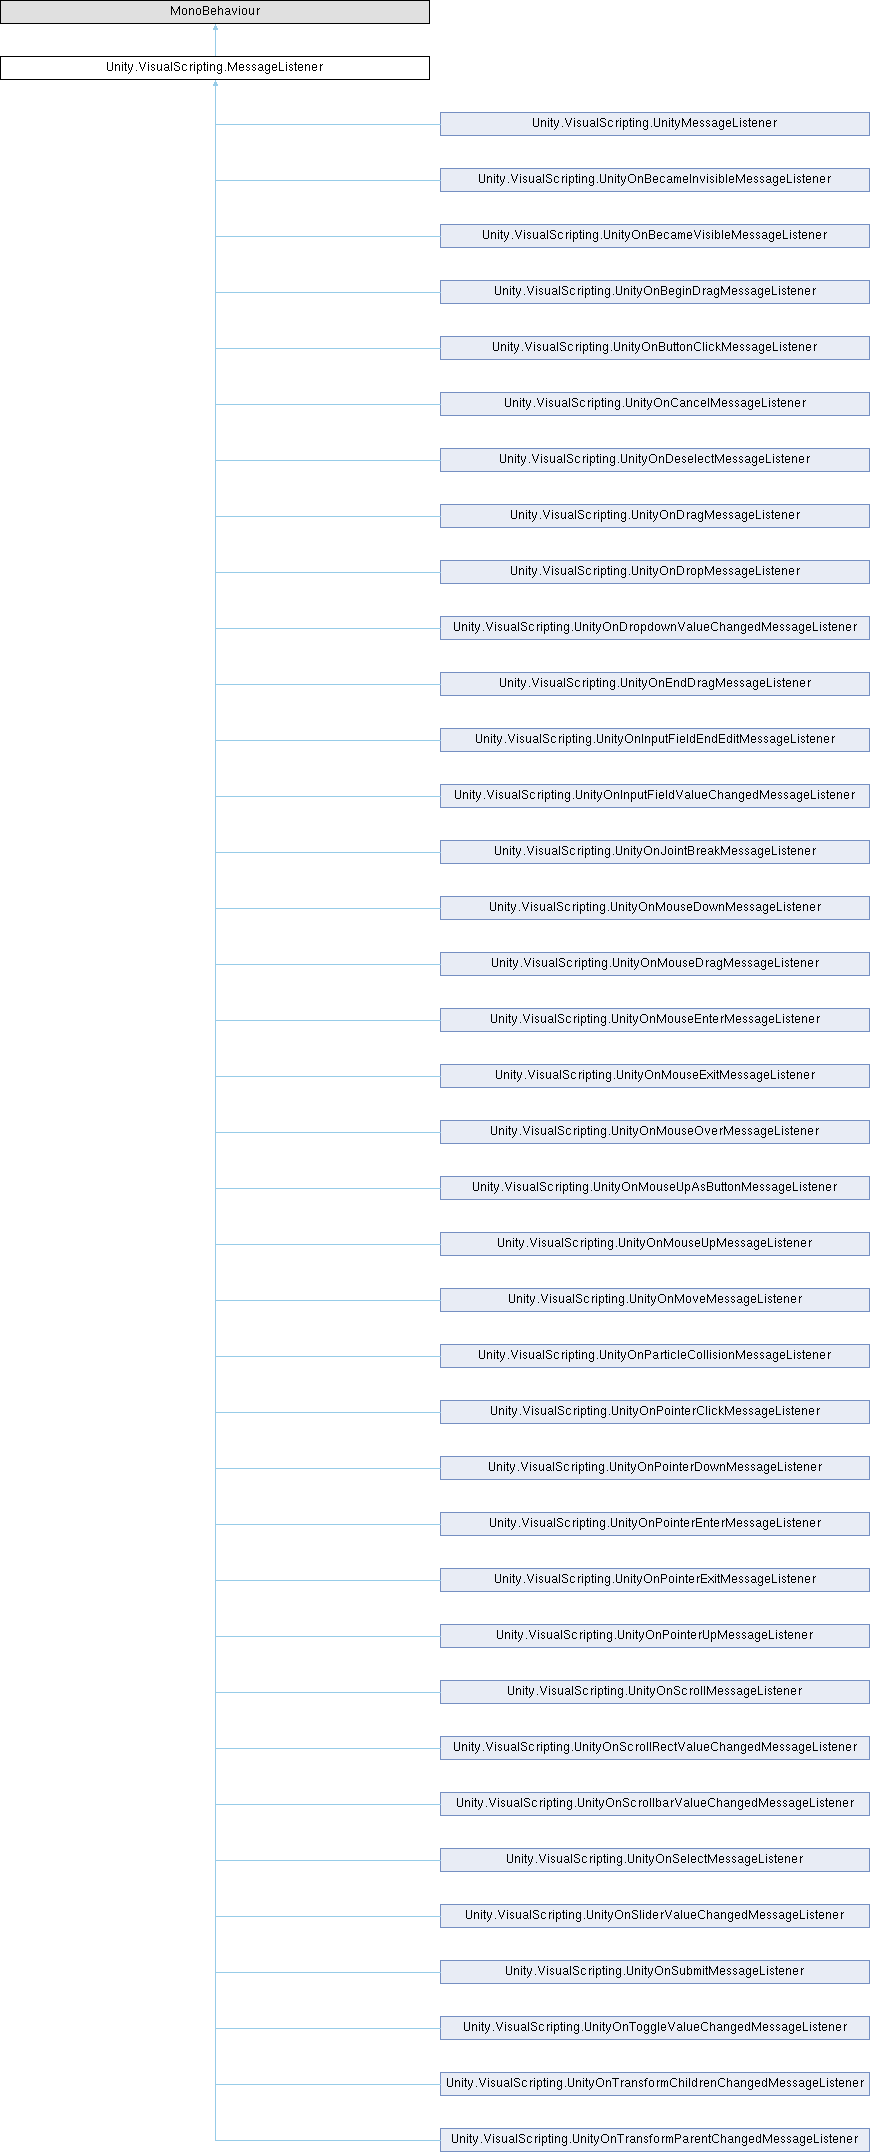 MonoBehaviour
Unity.VisualScripting.MessageListener
Unity.VisualScripting.UnityMessageListener
Unity.VisualScripting.UnityOnBecameInvisibleMessageListener
Unity.VisualScripting.UnityOnBecameVisibleMessageListener
Unity.VisualScripting.UnityOnBeginDragMessageListener
Unity.VisualScripting.UnityOnButtonClickMessageListener
Unity.VisualScripting.UnityOnCancelMessageListener
Unity.VisualScripting.UnityOnDeselectMessageListener
Unity.VisualScripting.UnityOnDragMessageListener
Unity.VisualScripting.UnityOnDropMessageListener
Unity.VisualScripting.UnityOnDropdownValueChangedMessageListener
Unity.VisualScripting.UnityOnEndDragMessageListener
Unity.VisualScripting.UnityOnInputFieldEndEditMessageListener
Unity.VisualScripting.UnityOnInputFieldValueChangedMessageListener
Unity.VisualScripting.UnityOnJointBreakMessageListener
Unity.VisualScripting.UnityOnMouseDownMessageListener
Unity.VisualScripting.UnityOnMouseDragMessageListener
Unity.VisualScripting.UnityOnMouseEnterMessageListener
Unity.VisualScripting.UnityOnMouseExitMessageListener
Unity.VisualScripting.UnityOnMouseOverMessageListener
Unity.VisualScripting.UnityOnMouseUpAsButtonMessageListener
Unity.VisualScripting.UnityOnMouseUpMessageListener
Unity.VisualScripting.UnityOnMoveMessageListener
Unity.VisualScripting.UnityOnParticleCollisionMessageListener
Unity.VisualScripting.UnityOnPointerClickMessageListener
Unity.VisualScripting.UnityOnPointerDownMessageListener
Unity.VisualScripting.UnityOnPointerEnterMessageListener
Unity.VisualScripting.UnityOnPointerExitMessageListener
Unity.VisualScripting.UnityOnPointerUpMessageListener
Unity.VisualScripting.UnityOnScrollMessageListener
Unity.VisualScripting.UnityOnScrollRectValueChangedMessageListener
Unity.VisualScripting.UnityOnScrollbarValueChangedMessageListener
Unity.VisualScripting.UnityOnSelectMessageListener
Unity.VisualScripting.UnityOnSliderValueChangedMessageListener
Unity.VisualScripting.UnityOnSubmitMessageListener
Unity.VisualScripting.UnityOnToggleValueChangedMessageListener
Unity.VisualScripting.UnityOnTransformChildrenChangedMessageListener
Unity.VisualScripting.UnityOnTransformParentChangedMessageListener